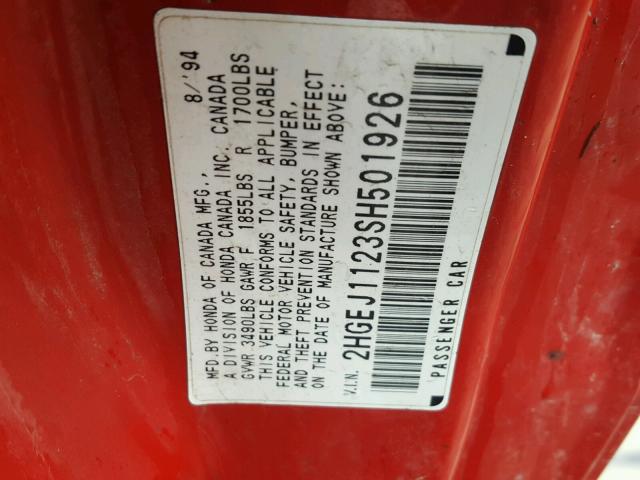 MFD.BY HONDA OF CANADA MFG., 8/'94
A DIVISION OF HONDA CANADA INC. CANADA
GVWR 3490LBS GAWR F 1855LBS R 1700LBS
THIS VEHICLE CONFORMS TO ALL APPLICABLE
FEDERAL MOTOR VEHICLE SAFETY, BUMPER,
AND THEFT PREVENTION STANDARDS IN EFFECT
ON THE DATE OF MANUFACTURE SHOWN ABOVE:
V.I.N. 2HGEJ1123SH501926
PASSENGER CAR